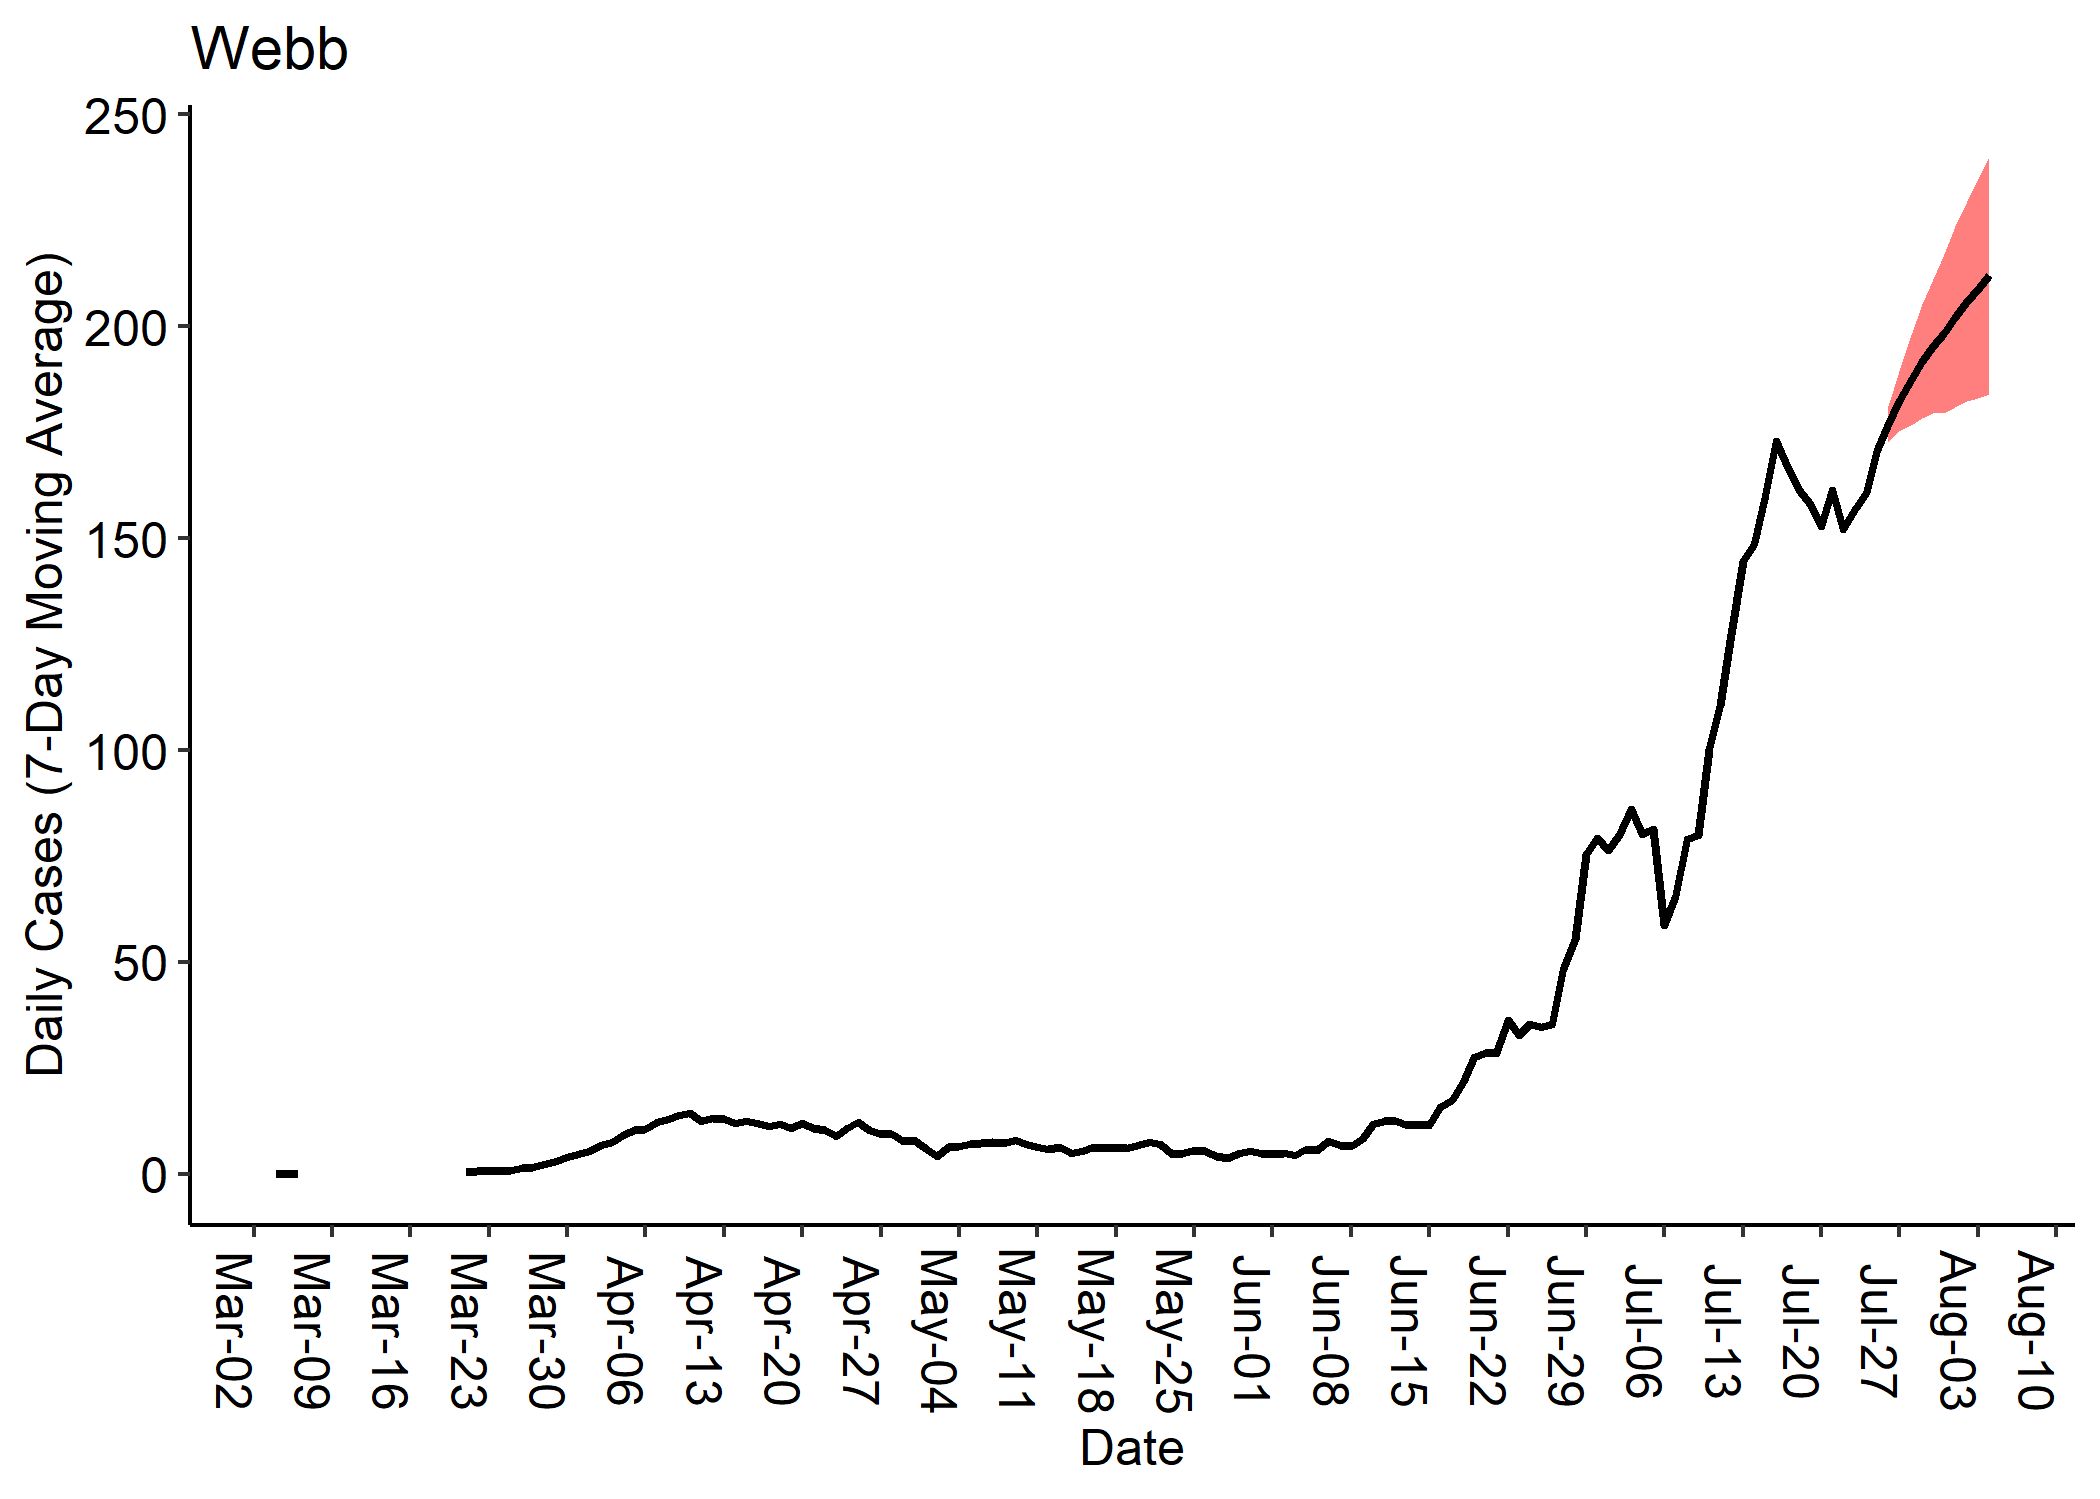 Webb
Daily Cases (7-Day Moving Average)
250
200
150
100
50
0
Mar-02
Mar-09
Mar-16
Mar-23
Mar-30
Apr-06
Apr-13
Apr-20
Apr-27
May-04
May-11
May-18
May-25
Jun-01
Jun-08
Jun-15
Jun-22
Jun-29
Jul-06
Jul-13
Jul-20
Jul-27
Aug-03
Aug-10
Date